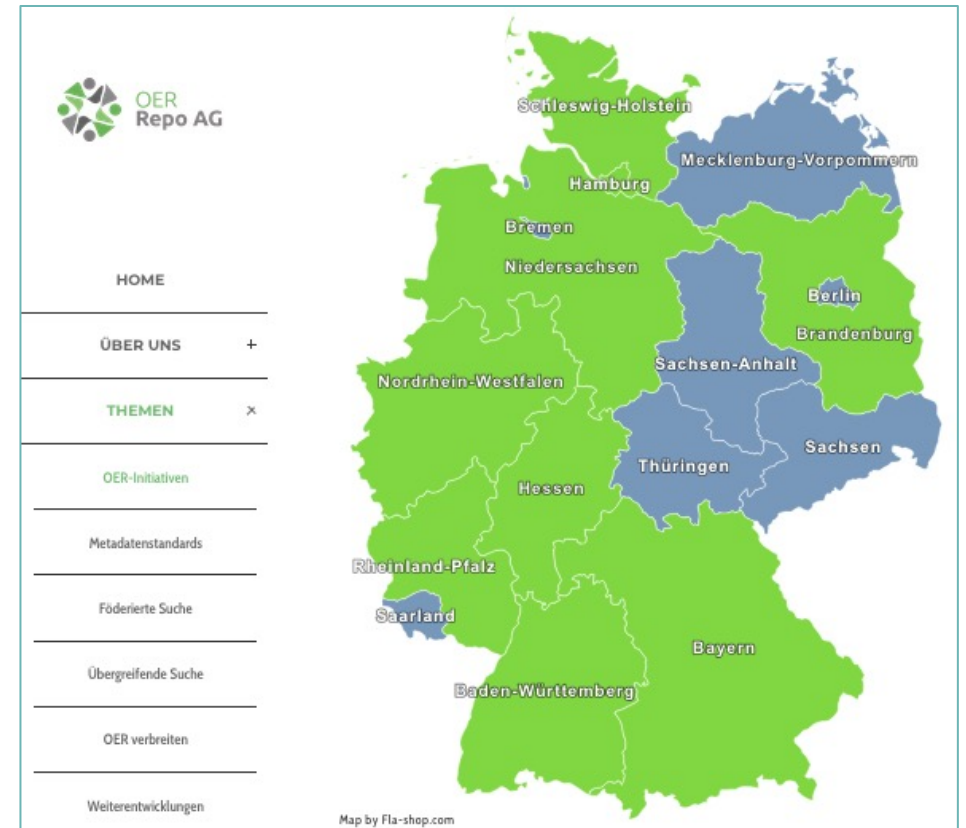 OER
Repo AG
HOME
ÜBER UNS +
THEMEN ×
OER-Initiativen
Metadatenstandards
Föderierte Suche
Übergreifende Suche
OER verbreiten
Weiterentwicklungen
Schleswig-Holstein
Mecklenburg-Vorpommern
Hamburg
Bremen
Niedersachsen
Berlin
Brandenburg
Sachsen-Anhalt
Nordrhein-Westfalen
Sachsen
Thüringen
Hessen
Rheinland-Pfalz
Saarland
Bayern
Baden-Württemberg
Map by Fla-shop.com